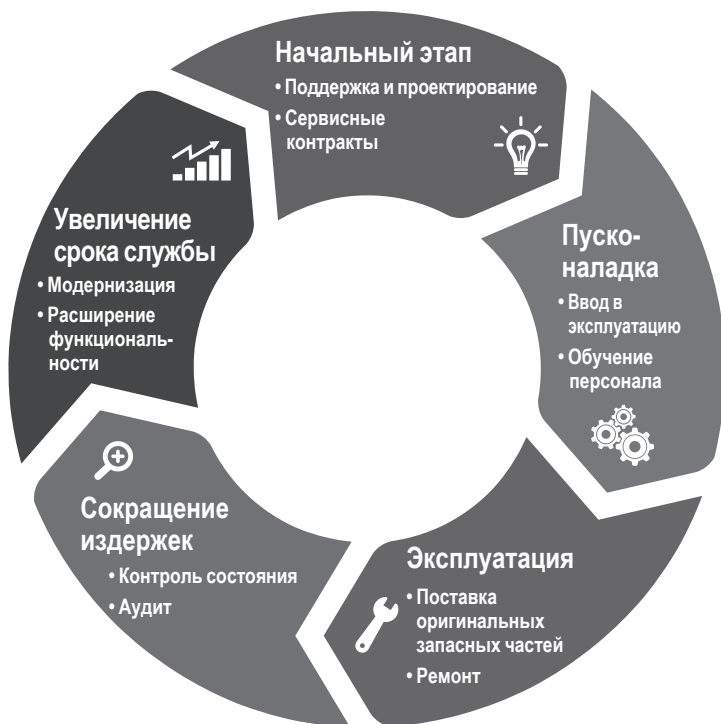 Начальный этап
• Поддержка и проектирование
• Сервисные
контракты
Пуско-
наладка
• Ввод в
эксплуатацию
• Обучение
персонала
Эксплуатация
• Поставка
оригинальных
запасных частей
• Ремонт
Сокращение
издержек
• Контроль состояния
• Аудит
Увеличение
срока службы
• Модернизация
• Расширение
функциональ-
ности